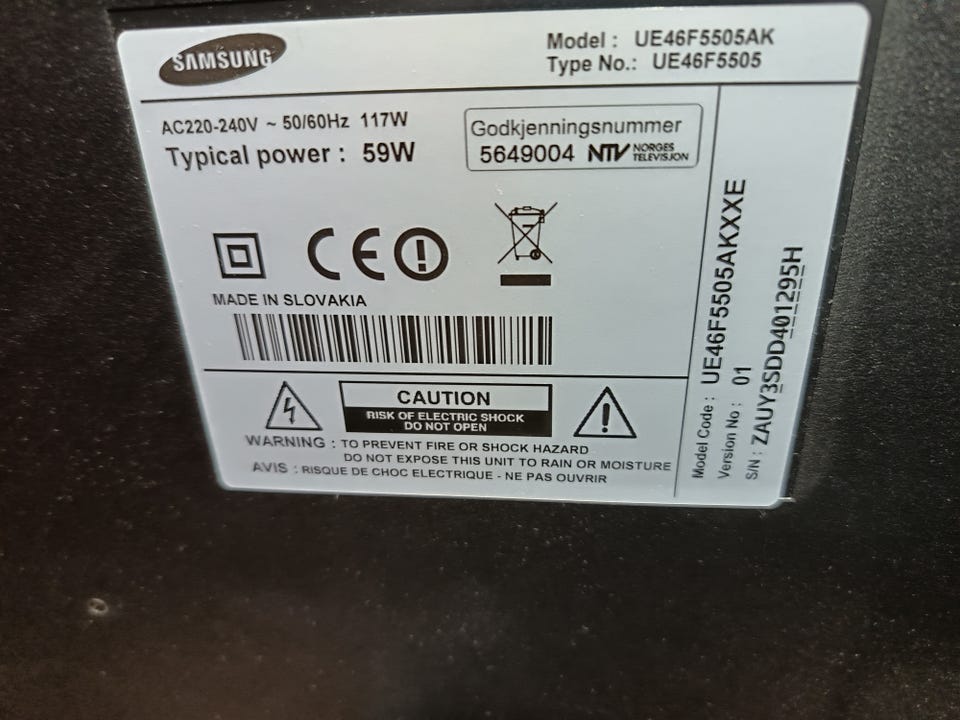 SAMSUNG
Model : UE46F5505AK
Type No.: UE46F5505
AC220-240V ~ 50/60Hz 117W
Typical power : 59W
Godkjenningsnummer
5649004 NTV NORGES TELEVISJON
CE
MADE IN SLOVAKIA
CAUTION
RISK OF ELECTRIC SHOCK
DO NOT OPEN
WARNING : TO PREVENT FIRE OR SHOCK HAZARD
DO NOT EXPOSE THIS UNIT TO RAIN OR MOISTURE
AVIS : RISQUE DE CHOC ELECTRIQUE - NE PAS OUVRIR
Model Code : UE46F5505AKXXE
Version No : 01
S/N : ZAUY3SDD401295H